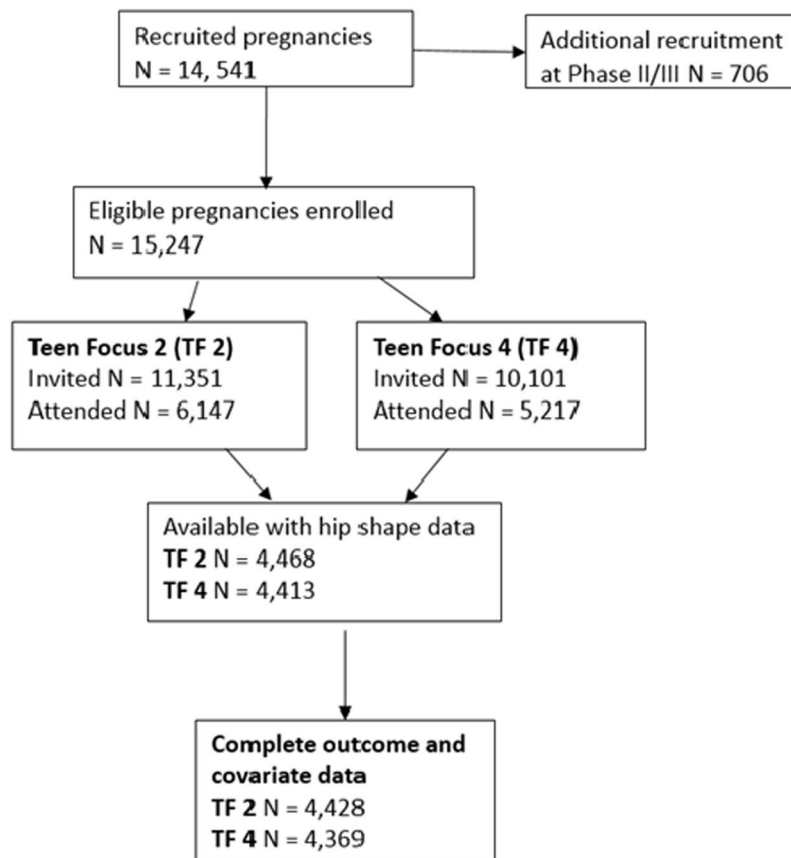 Recruited pregnancies
N = 14, 541
Additional recruitment
at Phase II/III N = 706
Eligible pregnancies enrolled
N = 15,247
Teen Focus 2 (TF 2)
Invited N = 11,351
Attended N = 6,147
Teen Focus 4 (TF 4)
Invited N = 10,101
Attended N = 5,217
Available with hip shape data
TF 2 N = 4,468
TF 4 N = 4,413
Complete outcome and
covariate data
TF 2 N = 4,428
TF 4 N = 4,369